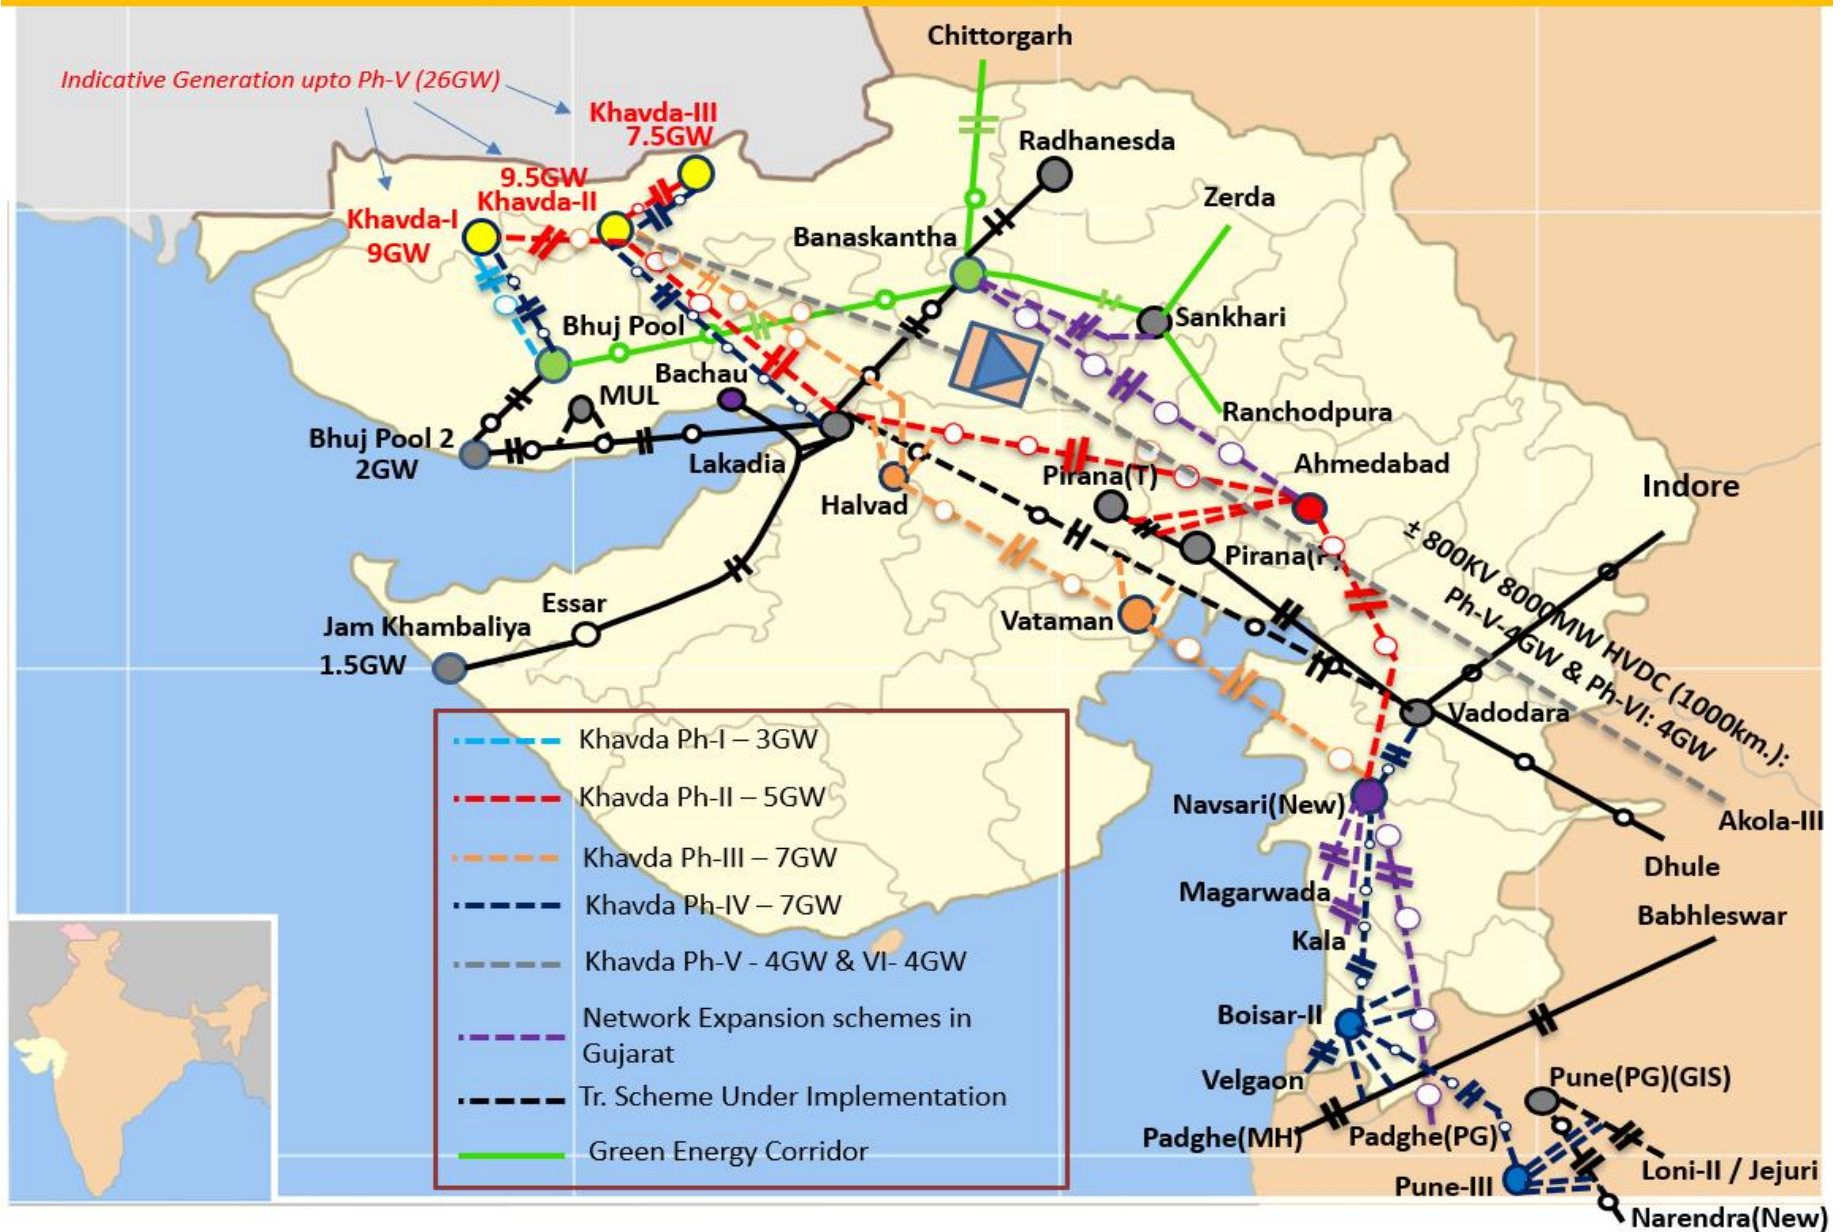 Chittorgarh
Indicative Generation upto Ph-V (26GW)
Khavda-III
7.5GW
Radhanesda
9.5GW
Khavda-II
Zerda
Khavda-I
9GW
Banaskantha
Bhuj Pool
Sankhari
Bachau
MUL
Ranchodpura
Bhuj Pool 2
2GW
Lakadia
Pirana(T)
Ahmedabad
Indore
Halvad
Pirana(P)
± 800KV 8000MW HVDC (1000km.):
Ph-V-4GW & Ph-VI: 4GW
Essar
Jam Khambaliya
1.5GW
Vataman
Vadodara
Khavda Ph-I – 3GW
Khavda Ph-II – 5GW
Khavda Ph-III – 7GW
Khavda Ph-IV – 7GW
Khavda Ph-V - 4GW & VI- 4GW
Network Expansion schemes in
Gujarat
Tr. Scheme Under Implementation
Green Energy Corridor
Navsari(New)
Akola-III
Dhule
Magarwada
Babhleswar
Kala
Boisar-II
Velgaon
Pune(PG)(GIS)
Padghe(MH)
Padghe(PG)
Loni-II / Jejuri
Pune-III
Narendra(New)